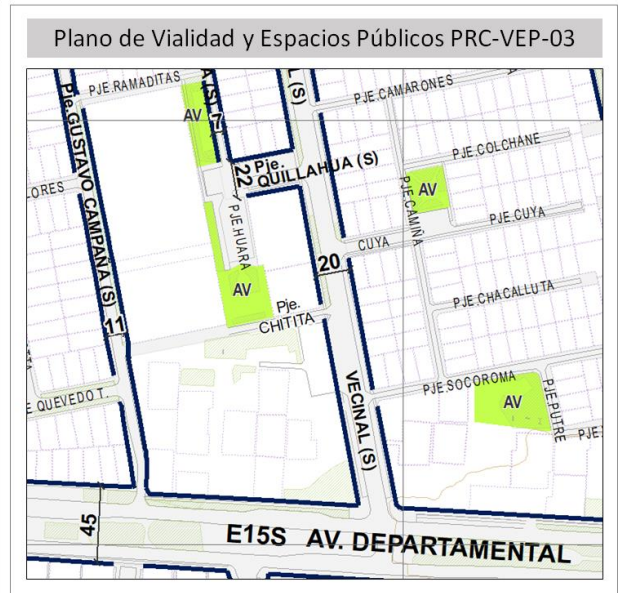 Plano de Vialidad y Espacios Públicos PRC-VEP-03
PJE.RAMADITAS
A (S)
7
L (S)
PJE.CAMARONES
AV
PJE.COLCHANE
Pje.GUSTAVO CAMPAÑA (S)
22
Pje.
QUILLAHUA (S)
LORES
PJE.HUARA
PJE.CAMIÑA
AV
PJE.CUYA
CUYA
20
AV
Pje.
CHITITA
PJE.CHACALLUTA
11
VECINAL (S)
PJE.SOCOROMA
E QUEVEDO T.
AV
PJE.PUTRE
PJE.
45
E15S AV. DEPARTAMENTAL